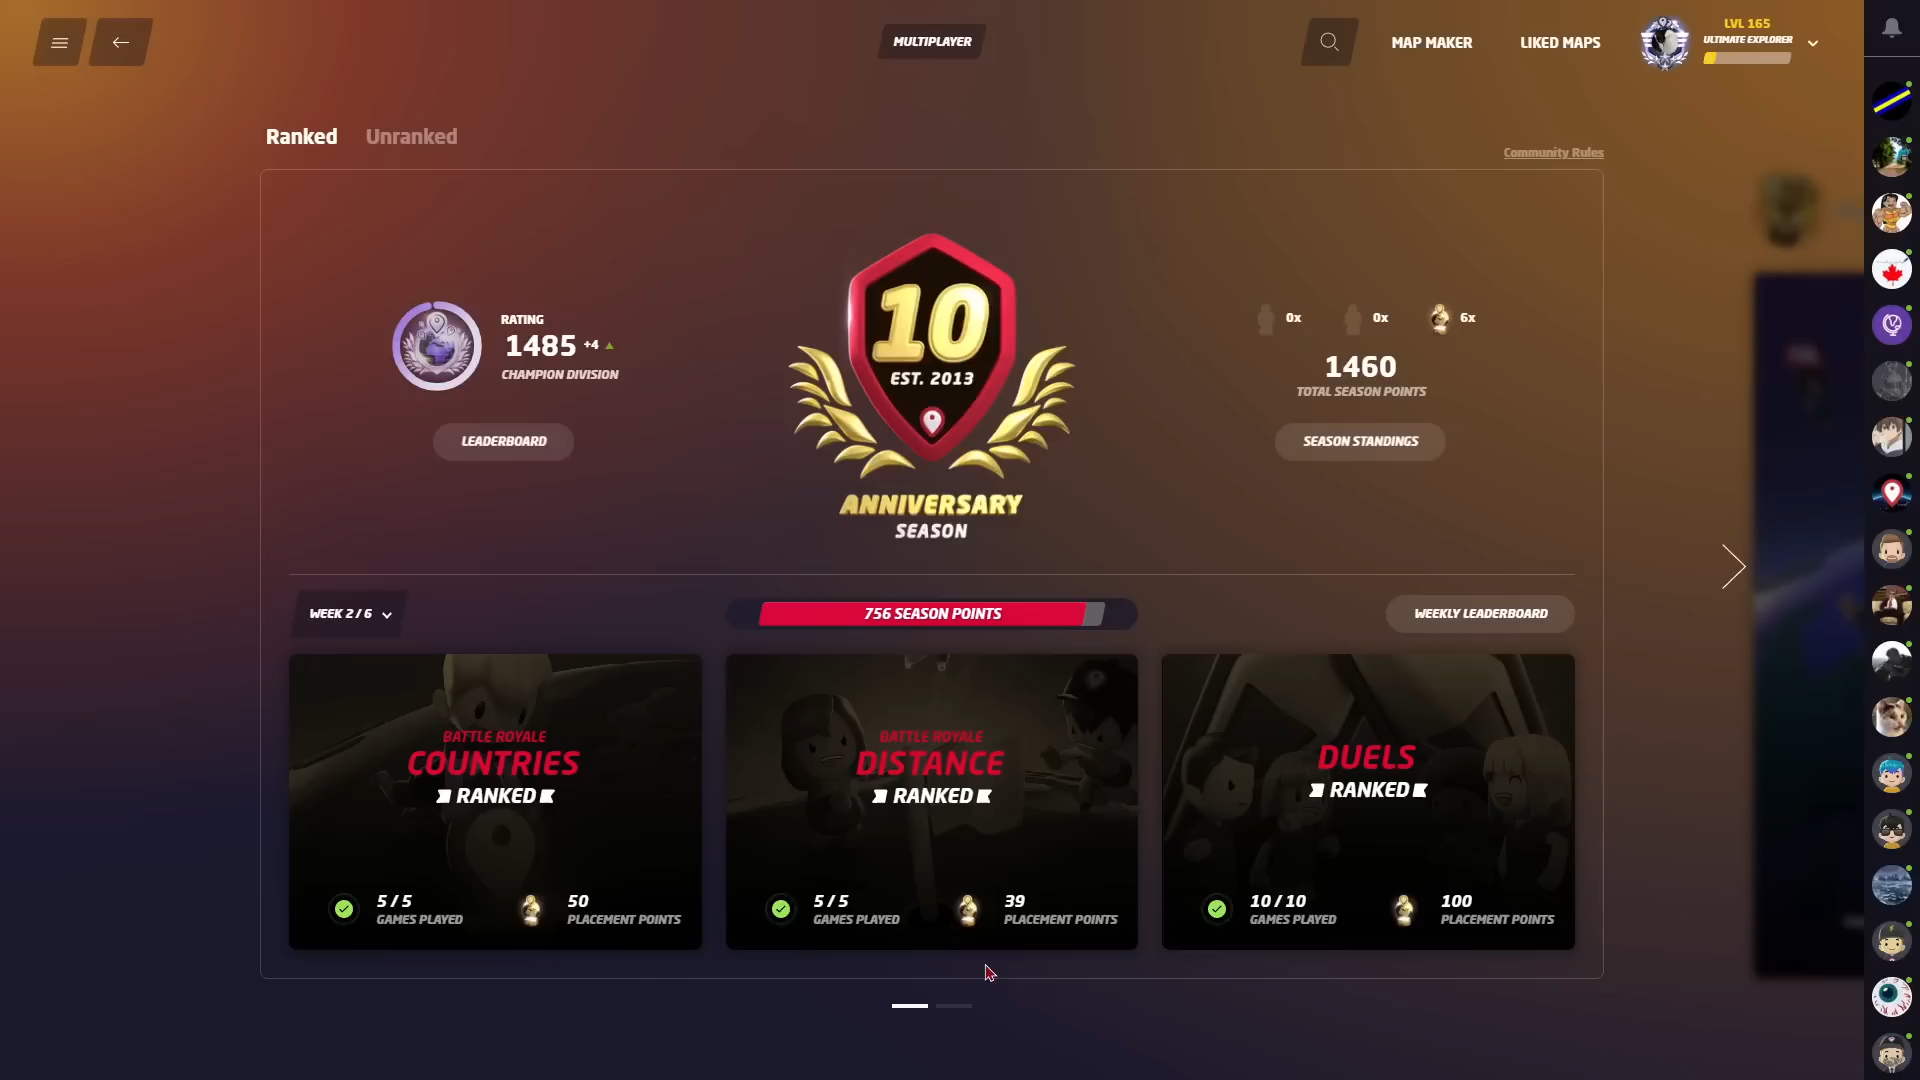 MULTIPLAYER
MAP MAKER
LIKED MAPS
LVL 165
ULTIMATE EXPLORER
Ranked
Unranked
Community Rules
RATING
1485 +4
CHAMPION DIVISION
LEADERBOARD
10
EST. 2013
ANNIVERSARY
SEASON
0x
0x
6x
1460
TOTAL SEASON POINTS
SEASON STANDINGS
WEEK 2 / 6
756 SEASON POINTS
WEEKLY LEADERBOARD
BATTLE ROYALE
COUNTRIES
RANKED
5 / 5
GAMES PLAYED
50
PLACEMENT POINTS
BATTLE ROYALE
DISTANCE
RANKED
5 / 5
GAMES PLAYED
39
PLACEMENT POINTS
DUELS
RANKED
10 / 10
GAMES PLAYED
100
PLACEMENT POINTS